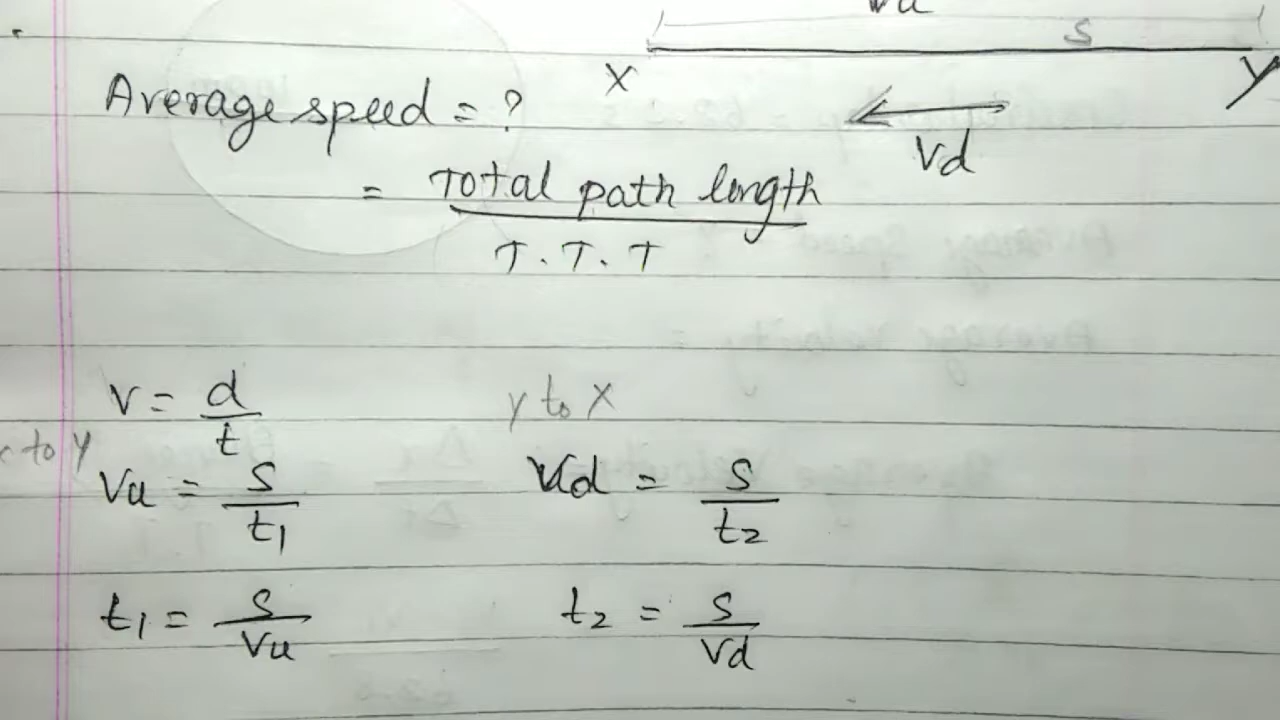 Vu
S
X Y
Average speed = ?
Vd
= Total path length
T.T.T
V = d/t
y to X
x to y
Vu = S/t1
Vd = S/t2
t1 = S/Vu
t2 = S/Vd